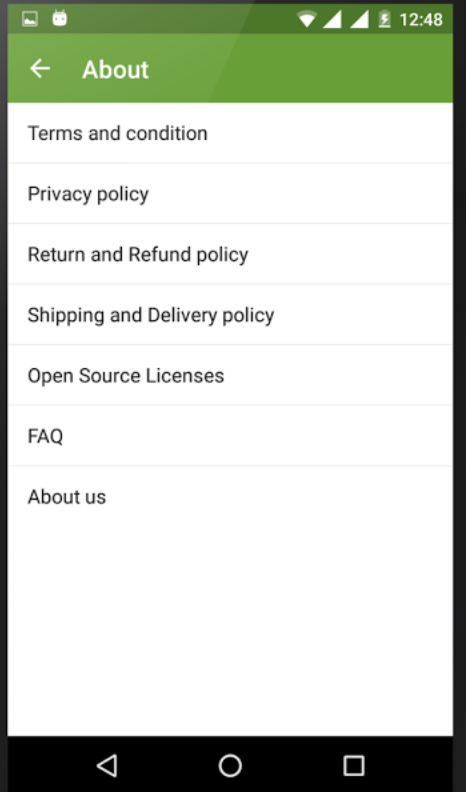 12:48
About
Terms and condition
Privacy policy
Return and Refund policy
Shipping and Delivery policy
Open Source Licenses
FAQ
About us